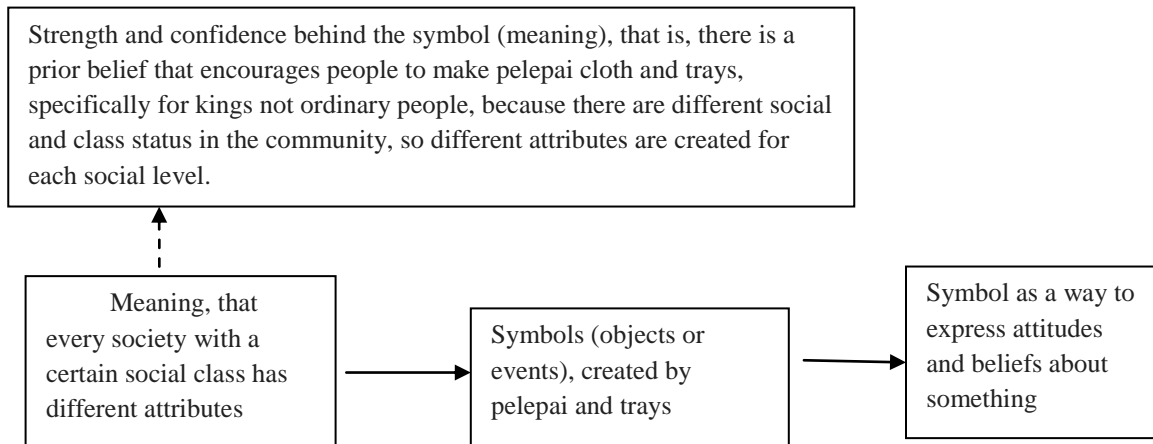 Strength and confidence behind the symbol (meaning), that is, there is a
prior belief that encourages people to make pelepai cloth and trays,
specifically for kings not ordinary people, because there are different social
and class status in the community, so different attributes are created for
each social level.
Meaning, that
every society with a
certain social class has
different attributes
Symbols (objects or
events), created by
pelepai and trays
Symbol as a way to
express attitudes
and beliefs about
something